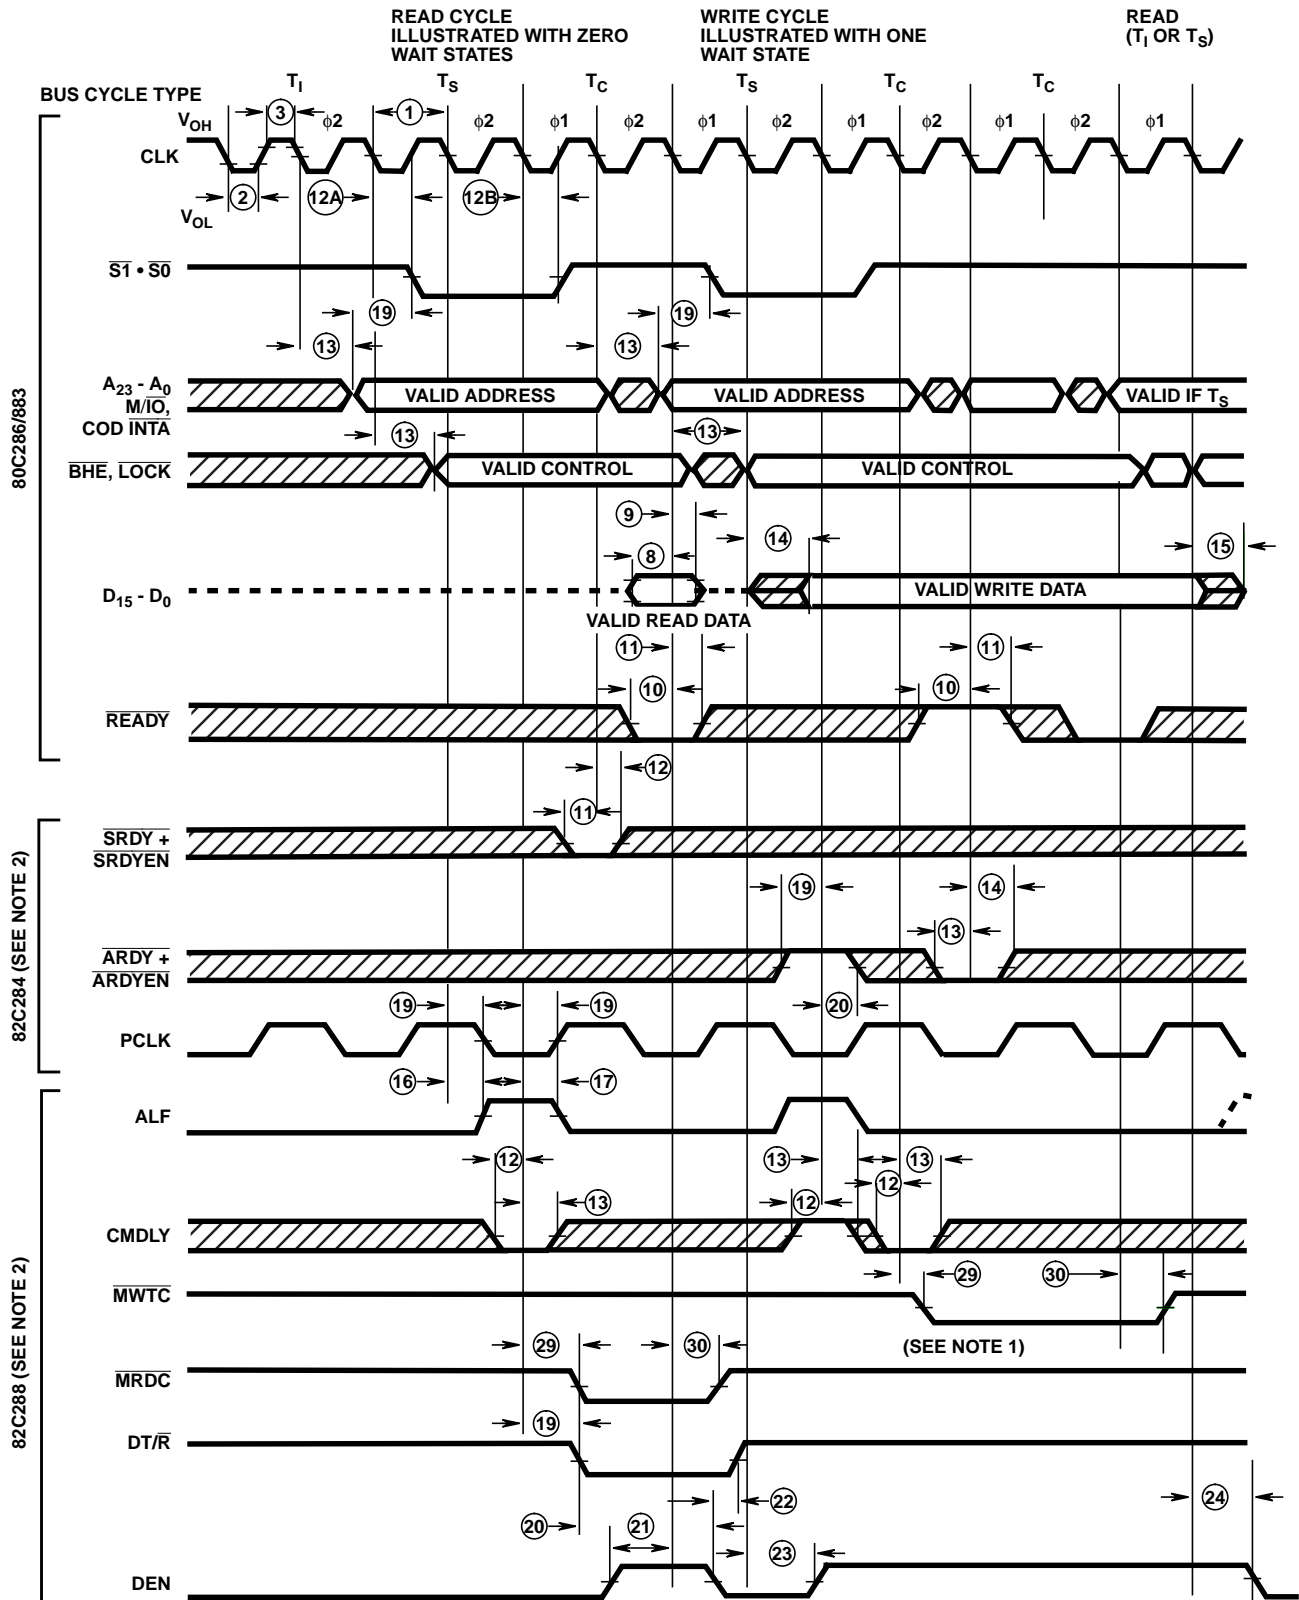 READ CYCLE
ILLUSTRATED WITH ZERO
WAIT STATES
WRITE CYCLE
ILLUSTRATED WITH ONE
WAIT STATE
READ
(TI OR TS)
BUS CYCLE TYPE
TI
TS
TC
TS
TC
TC
VOH
3
ϕ2
1
ϕ2
ϕ1
ϕ2
ϕ1
ϕ2
ϕ1
ϕ2
ϕ1
ϕ2
ϕ1
CLK
2
12A
12B
VOL
S1 • S0
19
19
13
13
A23 - A0
M/IO,
COD INTA
VALID ADDRESS
VALID ADDRESS
VALID IF TS
13
13
BHE, LOCK
VALID CONTROL
VALID CONTROL
80C286/883
9
8
14
15
D15 - D0
VALID WRITE DATA
VALID READ DATA
11
11
10
10
READY
12
11
SRDY +
SRDYEN
82C284 (SEE NOTE 2)
19
14
13
ARDY +
ARDYEN
19
19
20
PCLK
16
17
ALF
12
13
13
12
13
12
CMDLY
82C288 (SEE NOTE 2)
29
30
MWTC
(SEE NOTE 1)
29
30
MRDC
19
DT/R
22
24
20
21
23
DEN